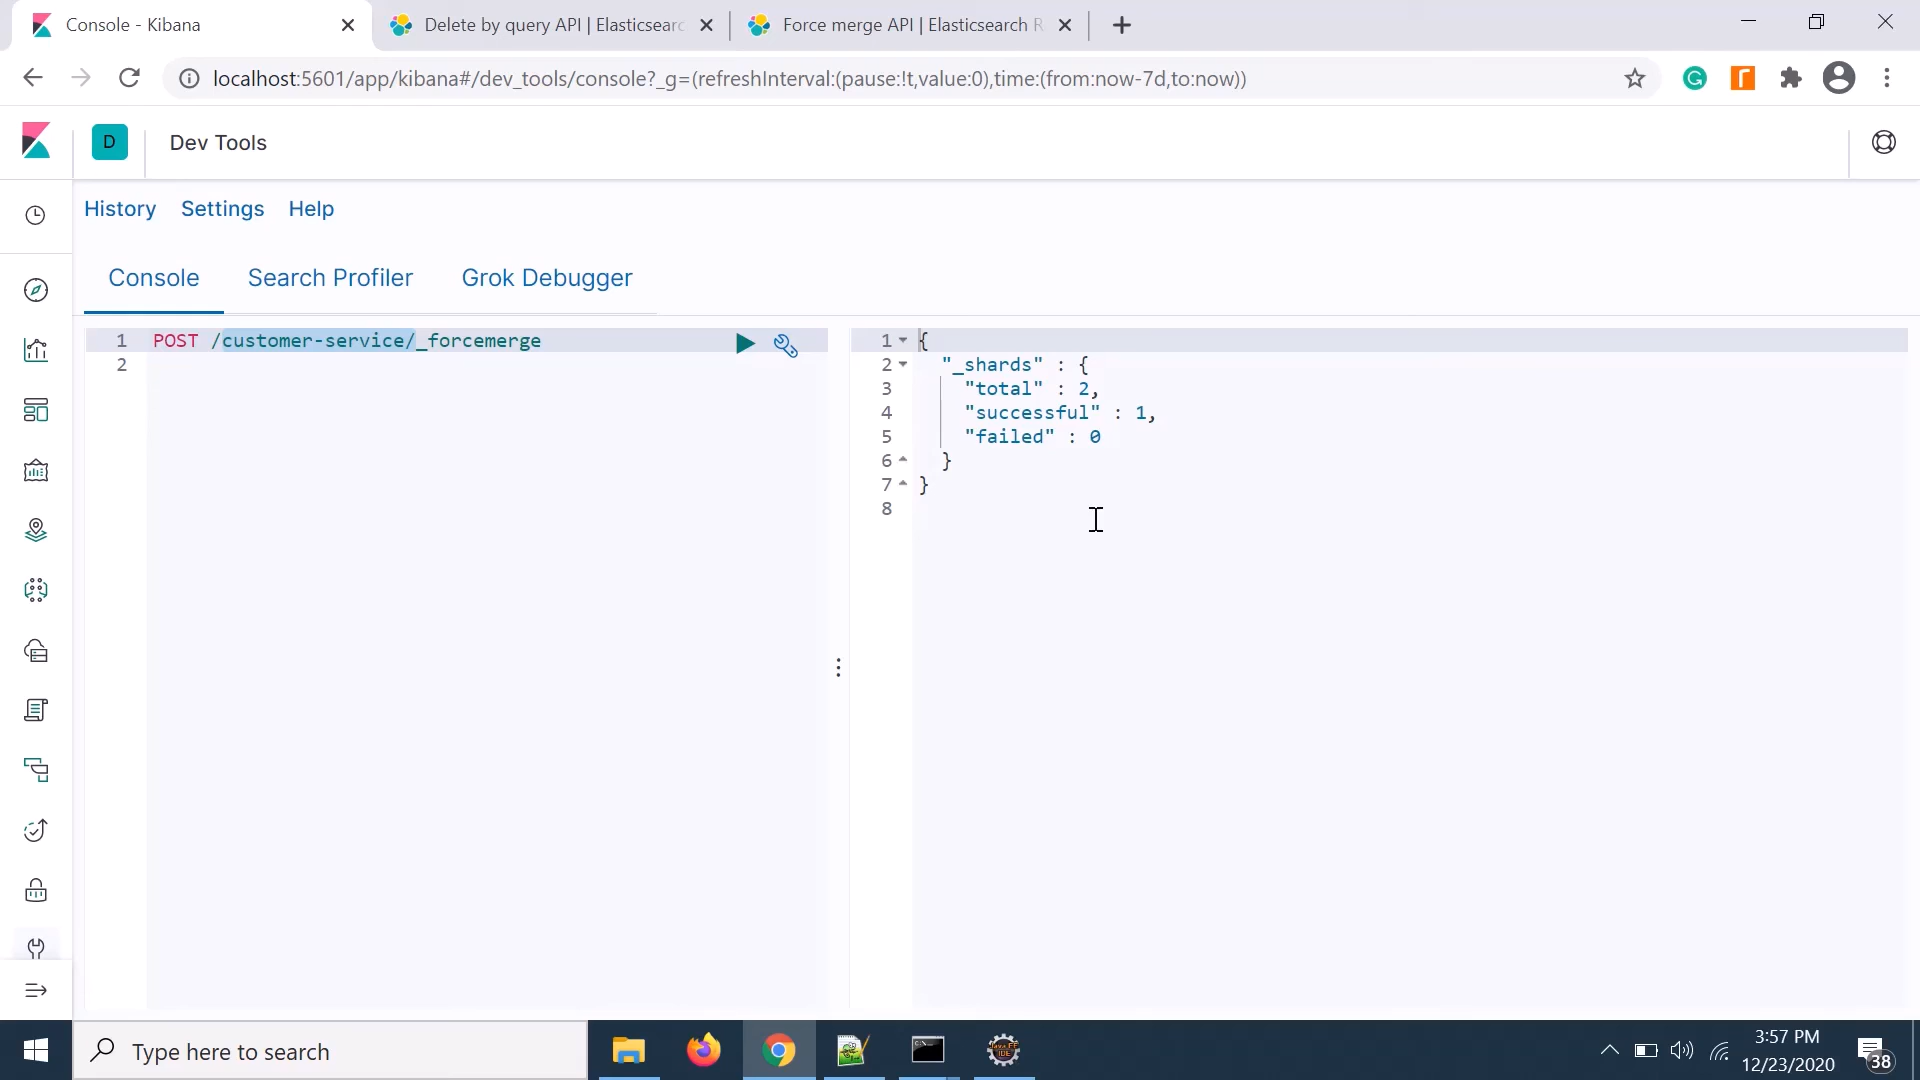 Console - Kibana
Delete by query API | Elasticsearc
Force merge API | Elasticsearch R
localhost:5601/app/kibana#/dev_tools/console?_g=(refreshInterval:(pause:!t,value:0),time:(from:now-7d,to:now))
D
Dev Tools
History Settings Help
Console Search Profiler Grok Debugger
1 POST /customer-service/_forcemerge
2
1 {
2 "_shards" : {
3 "total" : 2,
4 "successful" : 1,
5 "failed" : 0
6 }
7 }
8
Type here to search
3:57 PM
12/23/2020
38